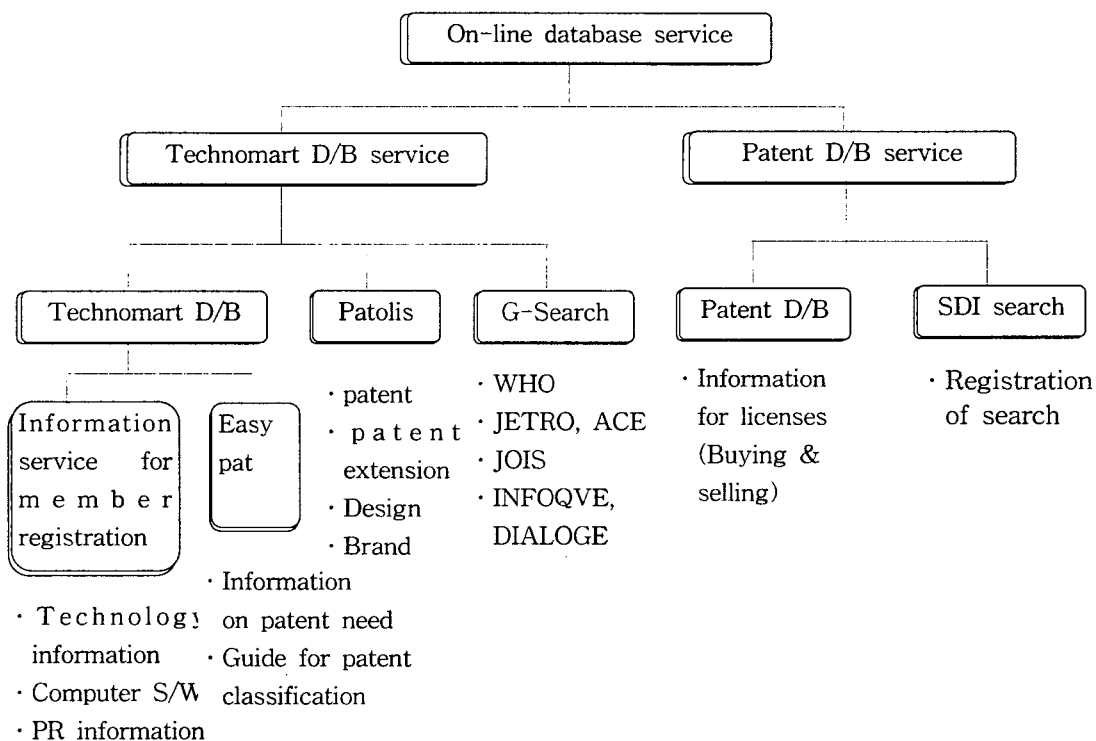 On-line database service
Technomart D/B service
Patent D/B service
Technomart D/B
Patolis
G-Search
Patent D/B
SDI search
Information
service for
member
registration
· Technology
information
· Computer S/W
· PR information
Easy
pat
· Information
on patent need
· Guide for patent
classification
· patent
· patent
extension
· Design
· Brand
· WHO
· JETRO, ACE
· JOIS
· INFOQVE,
DIALOGE
· Information
for licenses
(Buying &
selling)
· Registration
of search